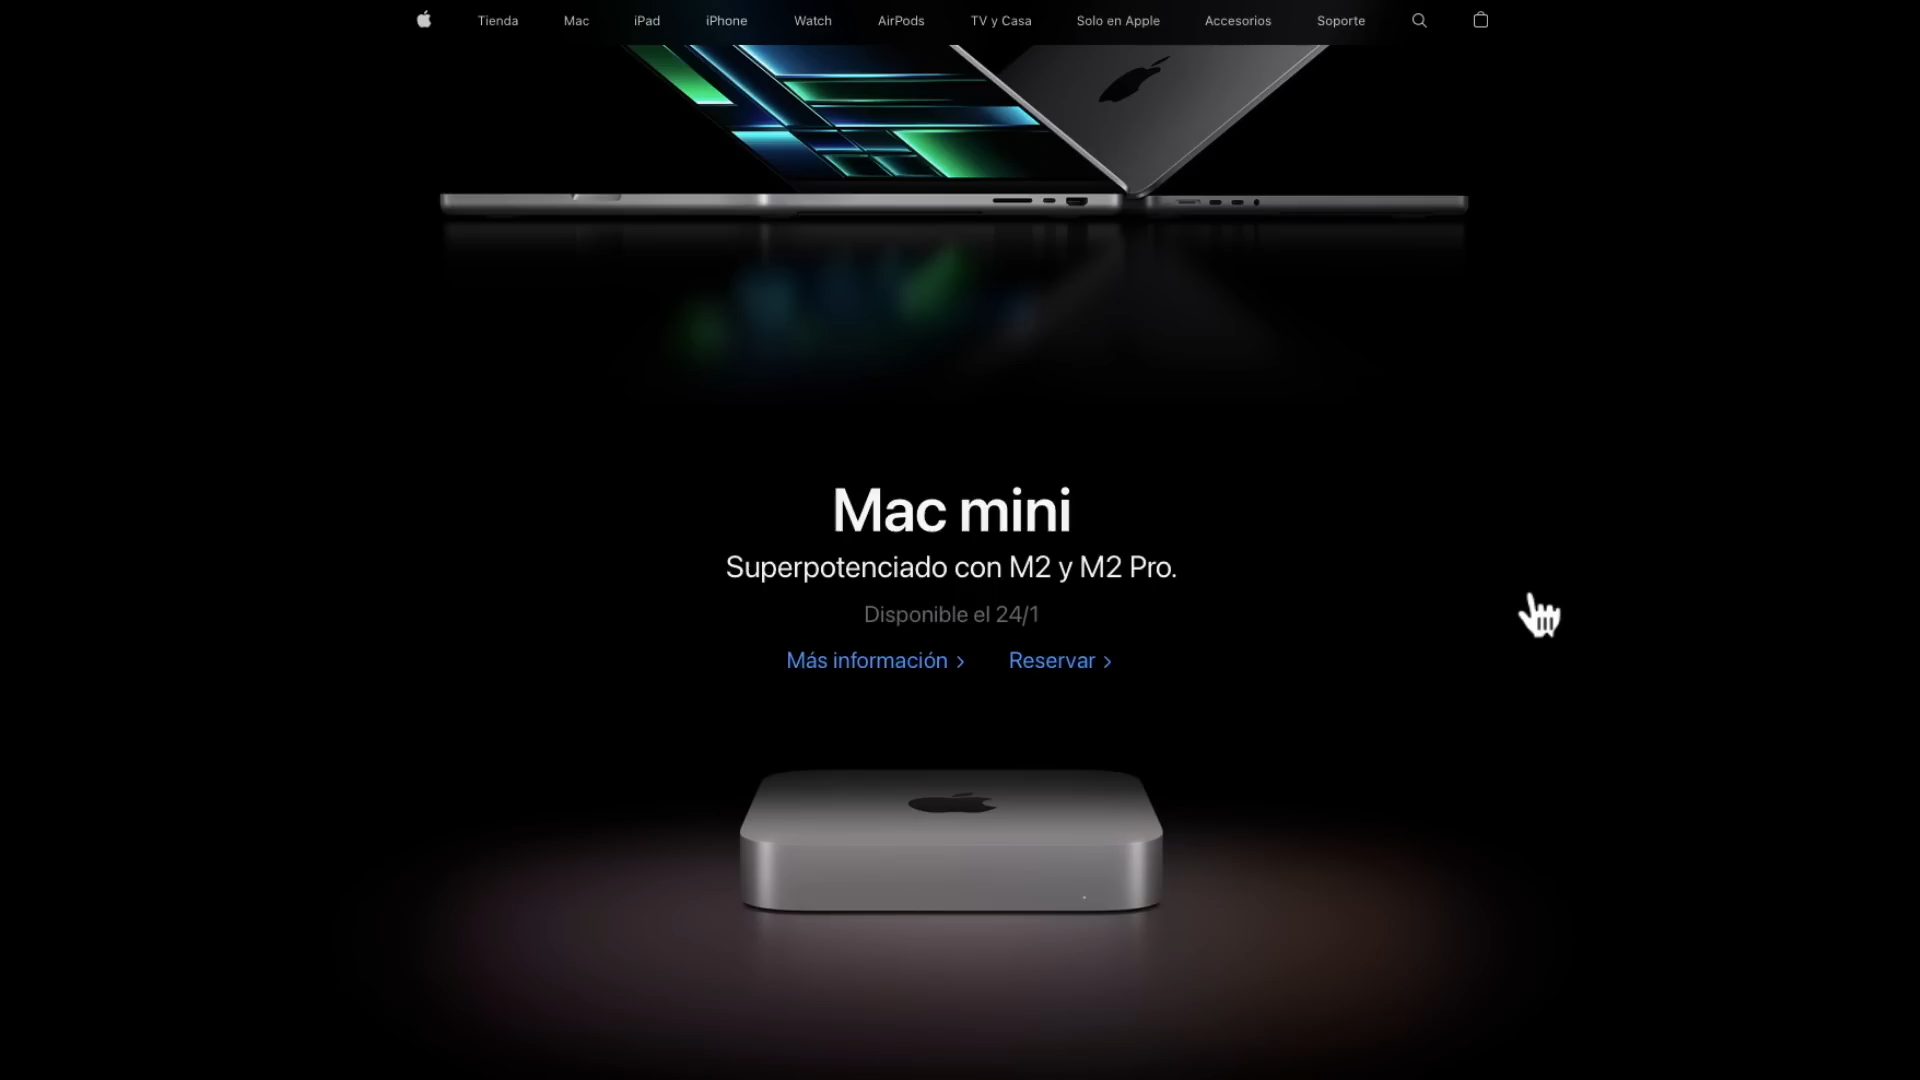 Tienda Mac iPad iPhone Watch AirPods TV y Casa Solo en Apple Accesorios Soporte
Mac mini
Superpotenciado con M2 y M2 Pro.
Disponible el 24/1
Más información > Reservar >